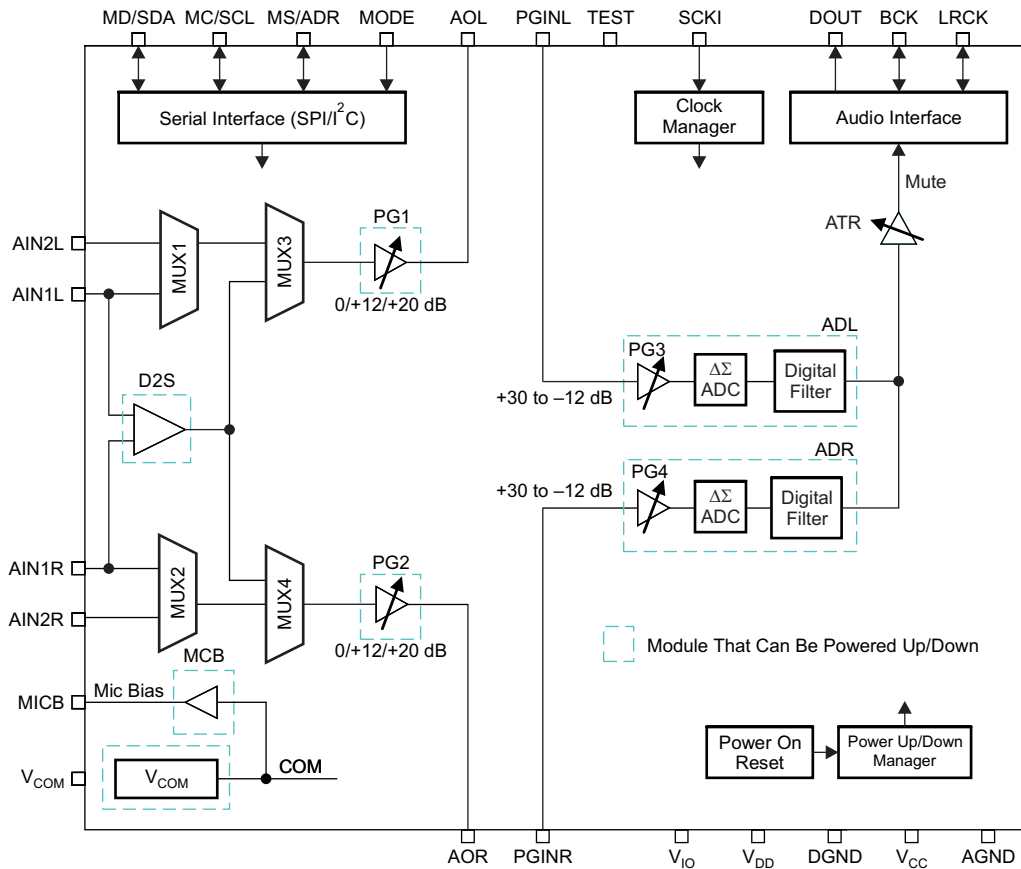 MD/SDA MC/SCL MS/ADR MODE AOL PGINL TEST SCKI DOUT BCK LRCK
Serial Interface (SPI/I²C)
Clock
Manager
Audio Interface
Mute
ATR
AIN2L
AIN1L
MUX1
MUX3
PG1
0/+12/+20 dB
D2S
ADL
PG3
+30 to –12 dB
ΔΣ
ADC
Digital
Filter
ADR
PG4
+30 to –12 dB
ΔΣ
ADC
Digital
Filter
AIN1R
AIN2R
MUX2
MUX4
PG2
0/+12/+20 dB
Module That Can Be Powered Up/Down
MCB
MICB
Mic Bias
VCOM
VCOM
COM
Power On
Reset
Power Up/Down
Manager
AOR PGINR VIO VDD DGND VCC AGND